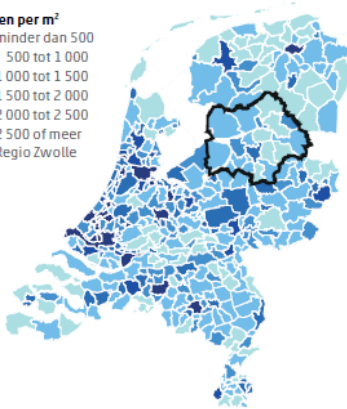 en per m²
minder dan 500
500 tot 1 000
1 000 tot 1 500
1 500 tot 2 000
2 000 tot 2 500
2 500 of meer
Regio Zwolle